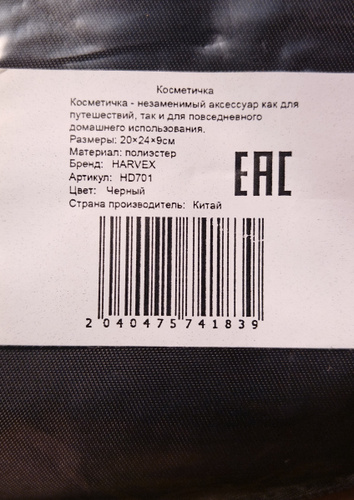 Косметичка
Косметичка - незаменимый аксессуар как для
путешествий, так и для повседневного
домашнего использования.
Размеры: 20×24×9см
Материал: полиэстер
Бренд: HARVEX
Артикул: HD701
Цвет: Черный
Страна производитель: Китай
EAC
2040475741839